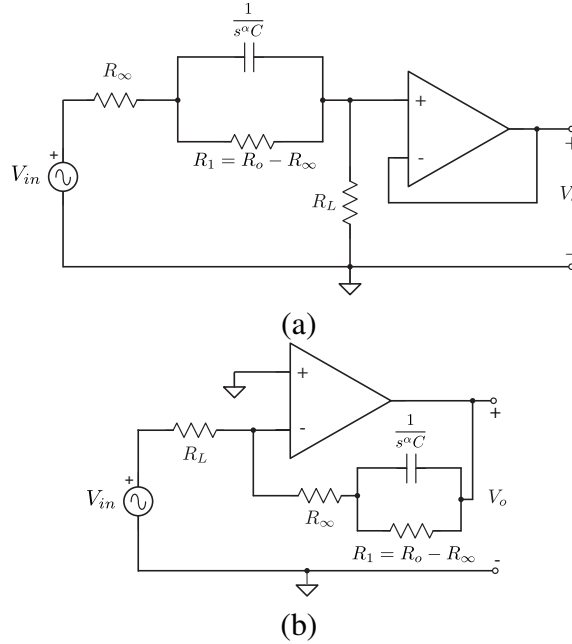 1/(s^α C)
R_∞
+
R_1 = R_o − R_∞
-
+
V_in
+
R_L
V
−
(a)
+
1/(s^α C)
+
-
R_L
+
V_in
R_∞
V_o
R_1 = R_o − R_∞
-
(b)